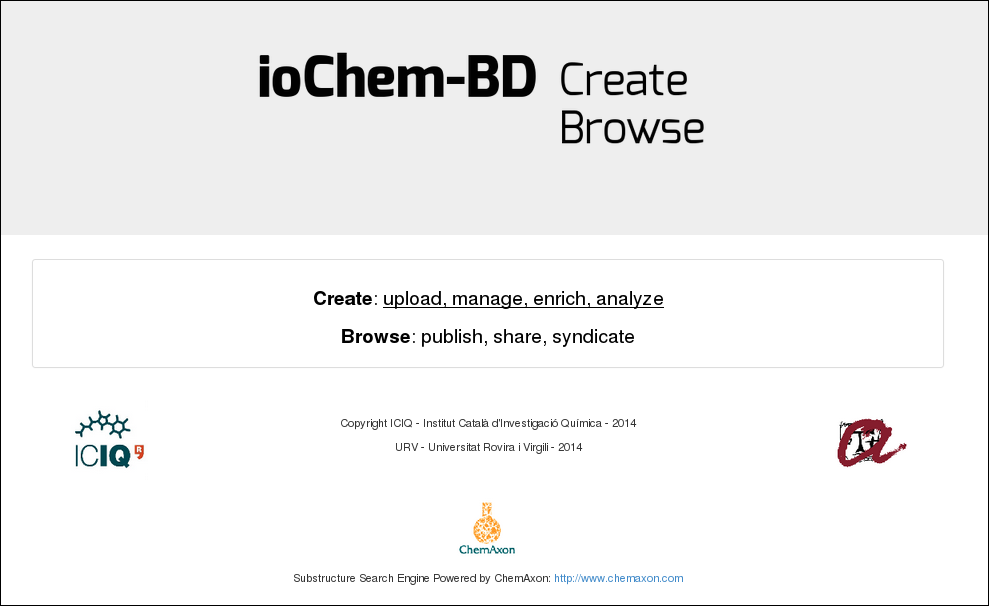 ioChem-BD Create
Browse
Create: upload, manage, enrich, analyze
Browse: publish, share, syndicate
Copyright ICIQ - Institut Català d'Investigació Química - 2014
URV - Universitat Rovira i Virgili - 2014
ICIQ
R
ChemAxon
Substructure Search Engine Powered by ChemAxon: http://www.chemaxon.com